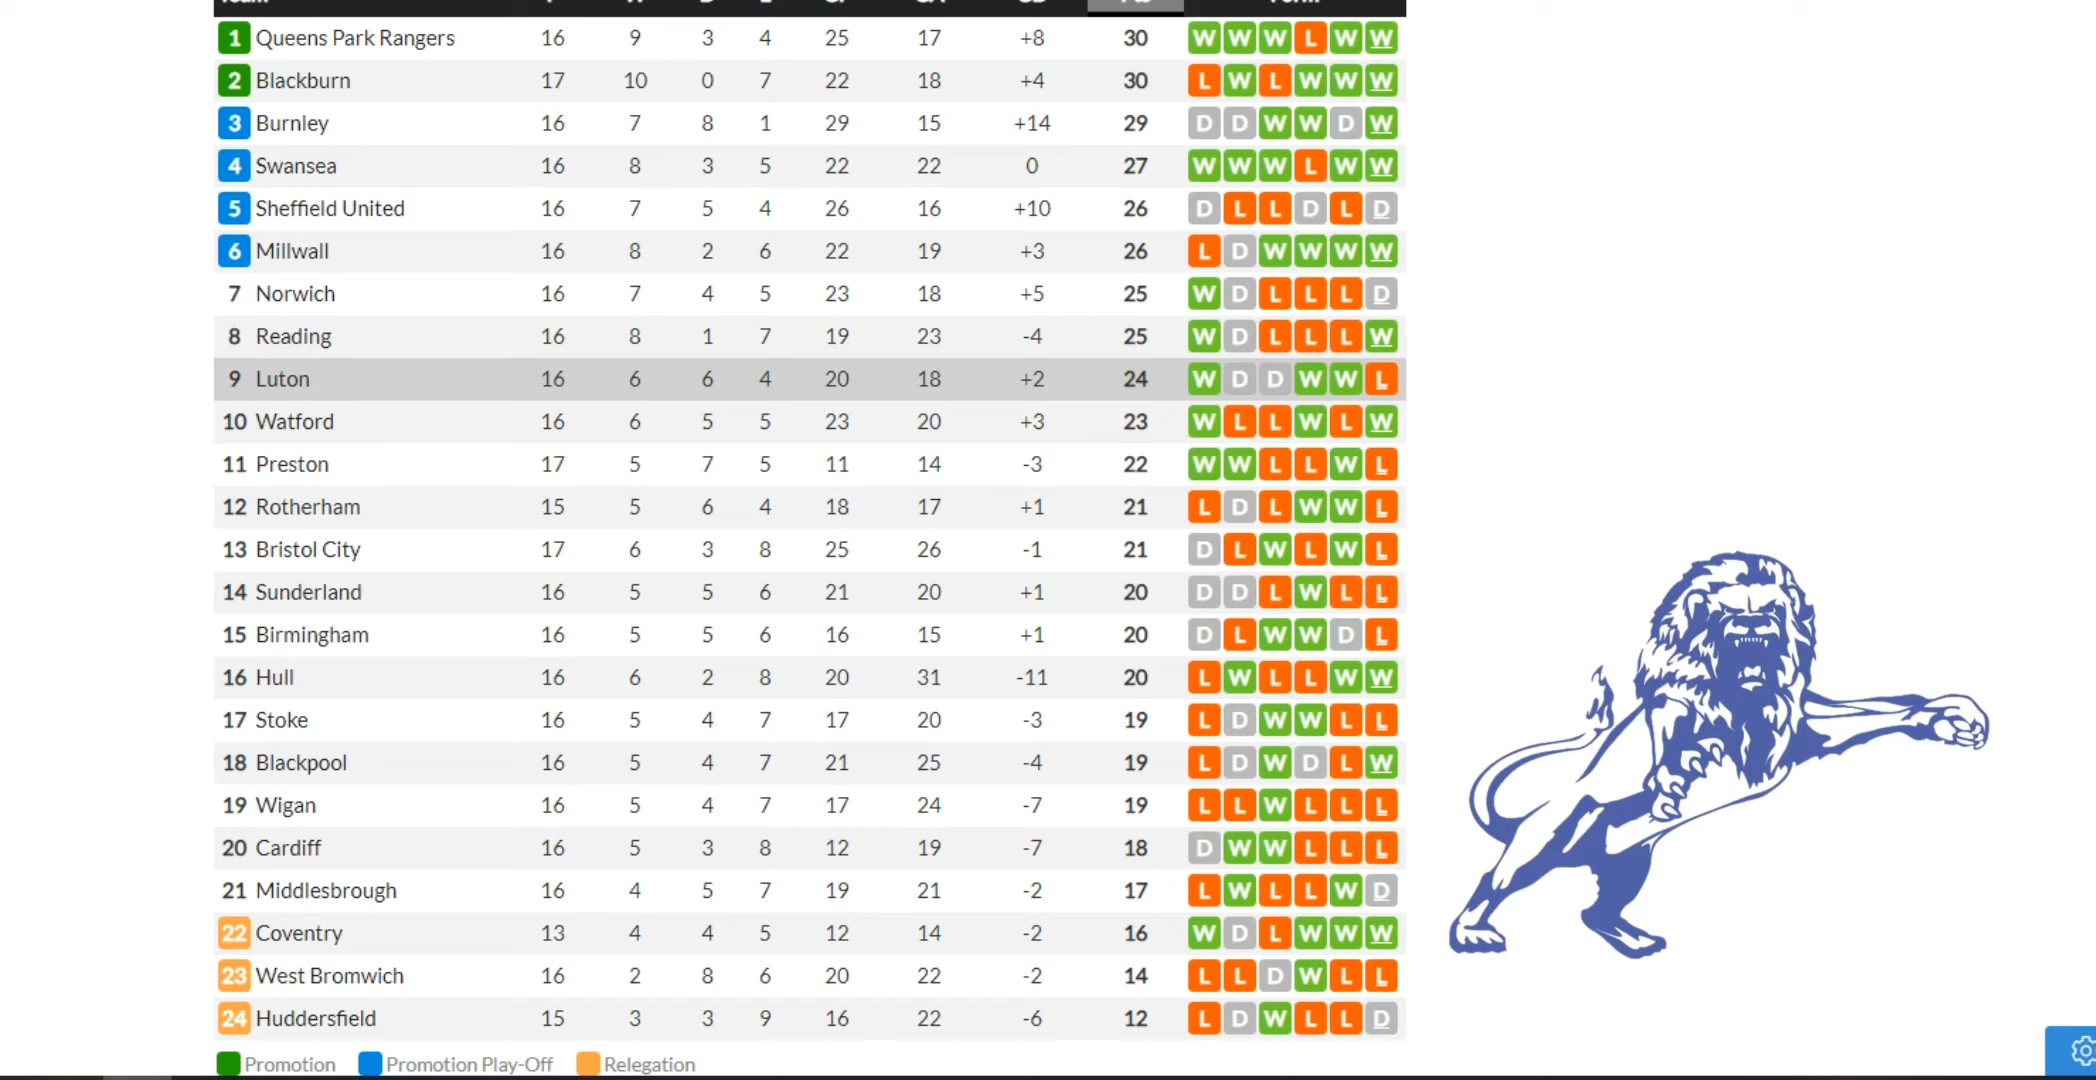 1 Queens Park Rangers 16 9 3 4 25 17 +8 30 W W W L W W
2 Blackburn 17 10 0 7 22 18 +4 30 L W L W W W
3 Burnley 16 7 8 1 29 15 +14 29 D D W W D W
4 Swansea 16 8 3 5 22 22 0 27 W W W L W W
5 Sheffield United 16 7 5 4 26 16 +10 26 D L L D L D
6 Millwall 16 8 2 6 22 19 +3 26 L D W W W W
7 Norwich 16 7 4 5 23 18 +5 25 W D L L L D
8 Reading 16 8 1 7 19 23 -4 25 W D L L L W
9 Luton 16 6 6 4 20 18 +2 24 W D D W W L
10 Watford 16 6 5 5 23 20 +3 23 W L L W L W
11 Preston 17 5 7 5 11 14 -3 22 W W L L W L
12 Rotherham 15 5 6 4 18 17 +1 21 L D L W W L
13 Bristol City 17 6 3 8 25 26 -1 21 D L W L W L
14 Sunderland 16 5 5 6 21 20 +1 20 D D L W L L
15 Birmingham 16 5 5 6 16 15 +1 20 D L W W D L
16 Hull 16 6 2 8 20 31 -11 20 L W L L W W
17 Stoke 16 5 4 7 17 20 -3 19 L D W W L L
18 Blackpool 16 5 4 7 21 25 -4 19 L D W D L W
19 Wigan 16 5 4 7 17 24 -7 19 L L W L L L
20 Cardiff 16 5 3 8 12 19 -7 18 D W W L L L
21 Middlesbrough 16 4 5 7 19 21 -2 17 L W L L W D
22 Coventry 13 4 4 5 12 14 -2 16 W D L W W W
23 West Bromwich 16 2 8 6 20 22 -2 14 L L D W L L
24 Huddersfield 15 3 3 9 16 22 -6 12 L D W L L D
Promotion Promotion Play-Off Relegation